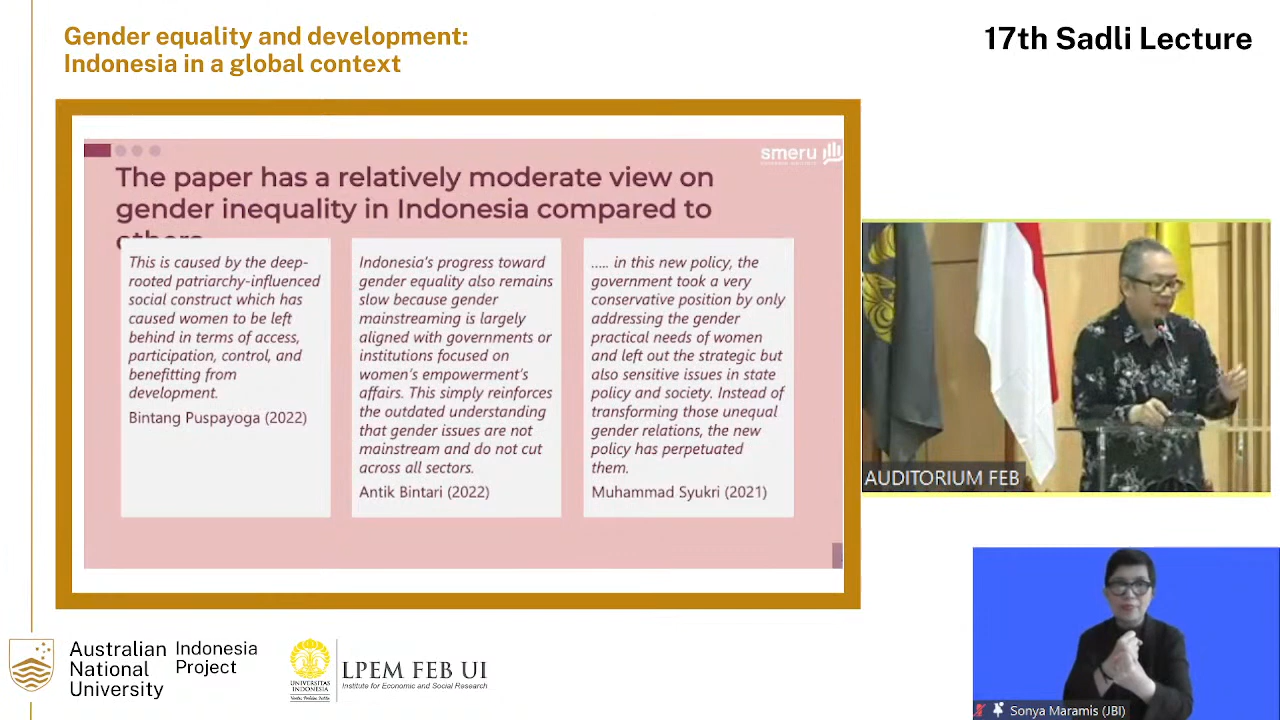 Gender equality and development:
Indonesia in a global context
17th Sadli Lecture
smeru
The paper has a relatively moderate view on
gender inequality in Indonesia compared to
others
This is caused by the deep-
rooted patriarchy-influenced
social construct which has
caused women to be left
behind in terms of access,
participation, control, and
benefitting from
development.
Bintang Puspayoga (2022)
Indonesia's progress toward
gender equality also remains
slow because gender
mainstreaming is largely
aligned with governments or
institutions focused on
women's empowerment's
affairs. This simply reinforces
the outdated understanding
that gender issues are not
mainstream and do not cut
across all sectors.
Antik Bintari (2022)
..... in this new policy, the
government took a very
conservative position by only
addressing the gender
practical needs of women
and left out the strategic but
also sensitive issues in state
policy and society. Instead of
transforming those unequal
gender relations, the new
policy has perpetuated
them.
Muhammad Syukri (2021)
AUDITORIUM FEB
Sonya Maramis (JBI)
Australian
National
University
Indonesia
Project
UNIVERSITAS
INDONESIA
LPEM FEB UI
Institute for Economic and Social Research